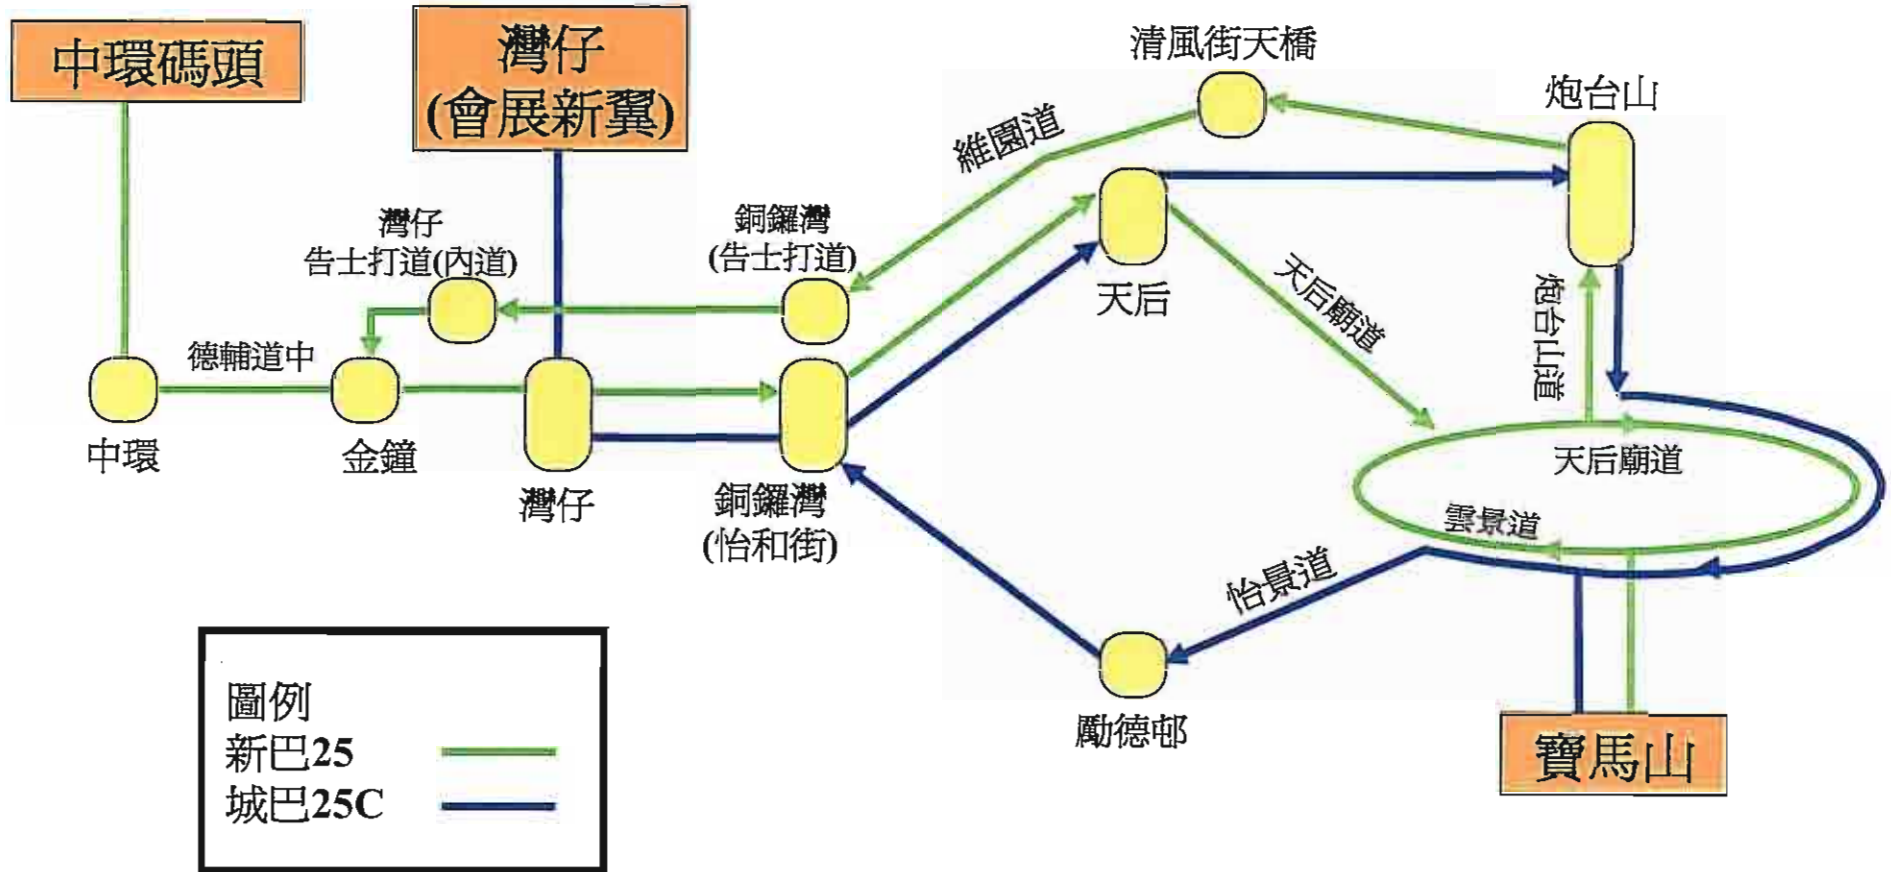 中環碼頭
灣仔
(會展新翼)
清風街天橋
炮台山
維園道
灣仔
告士打道(內道)
銅鑼灣
(告士打道)
天后
天后廟道
炮台山道
德輔道中
中環
金鐘
灣仔
銅鑼灣
(怡和街)
天后廟道
雲景道
怡景道
勵德邨
寶馬山
圖例
新巴25
城巴25C